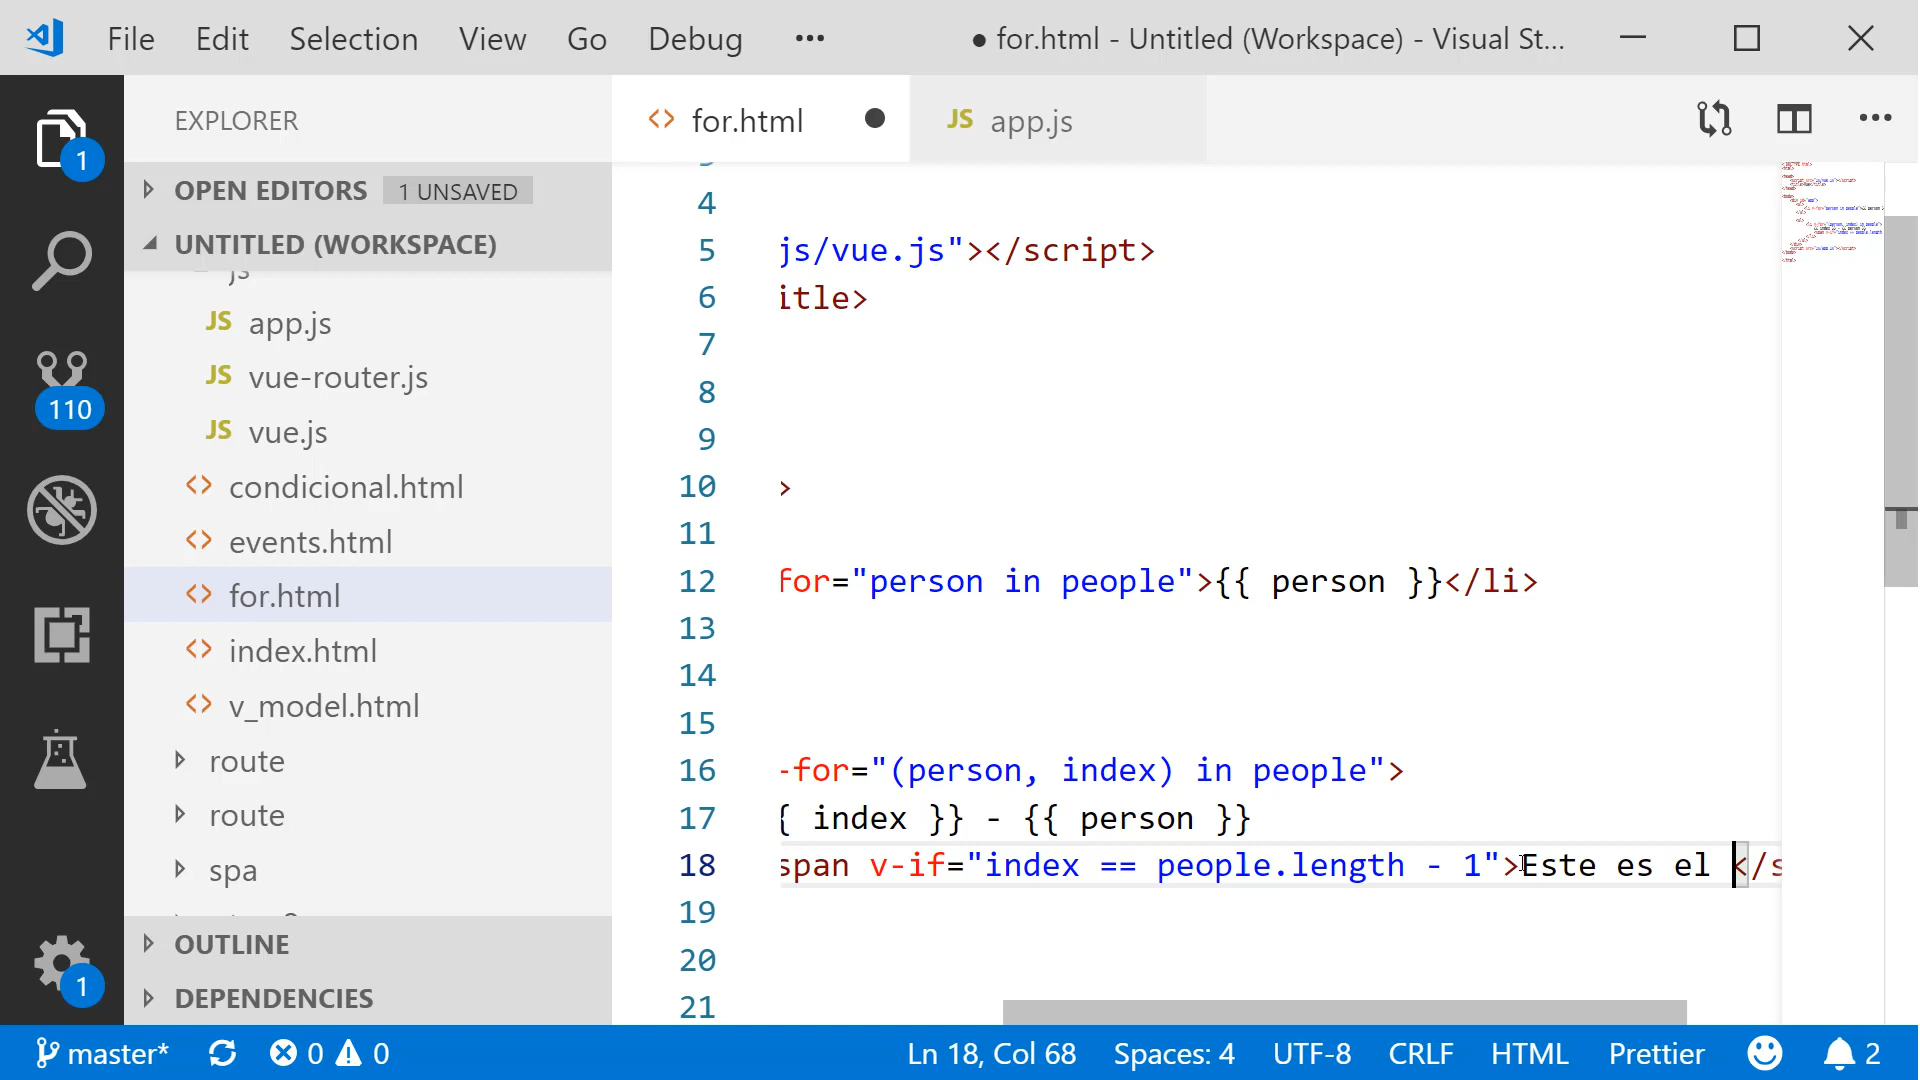 File Edit Selection View Go Debug ••• ● for.html - Untitled (Workspace) - Visual St...
EXPLORER
for.html ●
JS app.js
OPEN EDITORS 1 UNSAVED
UNTITLED (WORKSPACE)
js
JS app.js
JS vue-router.js
JS vue.js
<> condicional.html
<> events.html
<> for.html
<> index.html
<> v_model.html
route
route
spa
OUTLINE
DEPENDENCIES
1
110
1
4
5 js/vue.js"></script>
6 itle>
7
8
9
10 >
11
12 for="person in people">{{ person }}</li>
13
14
15
16 -for="(person, index) in people">
17 { index }} - {{ person }}
18 span v-if="index == people.length - 1">Este es el </s
19
20
21
master* 0 0 Ln 18, Col 68 Spaces: 4 UTF-8 CRLF HTML Prettier 2